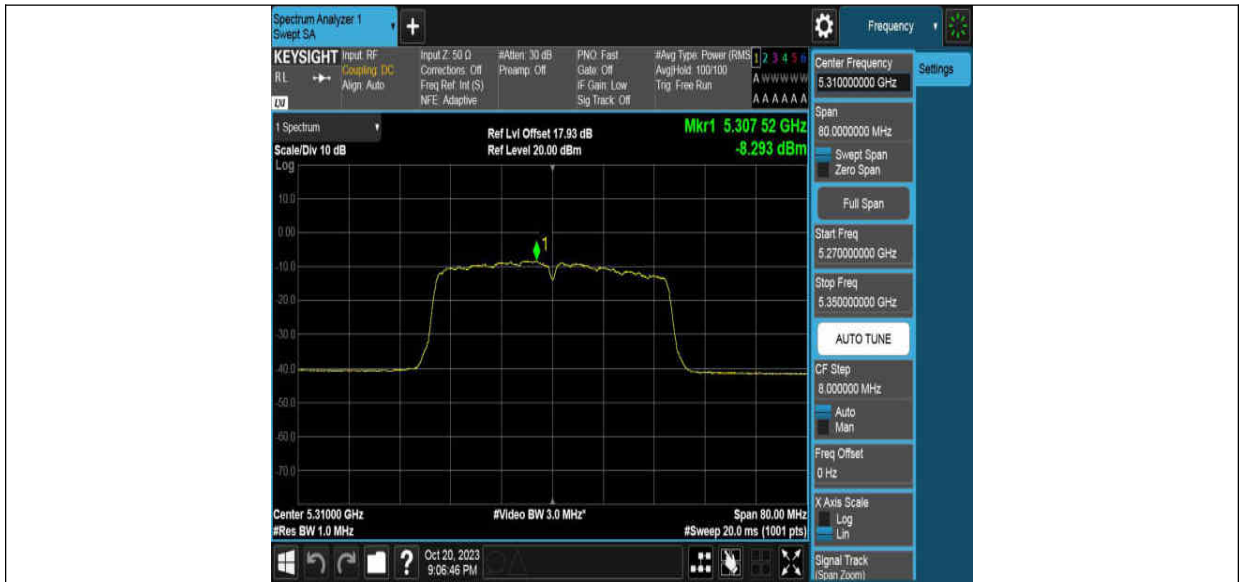 Spectrum Analyzer 1
Swept SA
+
Frequency
KEYSIGHT
RL
LXI
Input: RF
Coupling: DC
Align: Auto
Input Z: 50 Ω
Corrections: Off
Freq Ref: Int (S)
NFE: Adaptive
#Atten: 30 dB
Preamp: Off
PNO: Fast
Gate: Off
IF Gain: Low
Sig Track: Off
#Avg Type: Power (RMS
Avg|Hold: 100/100
Trig: Free Run
1 2 3 4 5 6
A W W W W W
A A A A A A
1 Spectrum
Scale/Div 10 dB
Log
Ref Lvl Offset 17.93 dB
Ref Level 20.00 dBm
Mkr1 5.307 52 GHz
-8.293 dBm
10.0
0.00
-10.0
-20.0
-30.0
-40.0
-50.0
-60.0
-70.0
1
Center 5.31000 GHz
#Res BW 1.0 MHz
#Video BW 3.0 MHz*
Span 80.00 MHz
#Sweep 20.0 ms (1001 pts)
?
Oct 20, 2023
9:06:46 PM
Center Frequency
5.310000000 GHz
Settings
Span
80.0000000 MHz
Swept Span
Zero Span
Full Span
Start Freq
5.270000000 GHz
Stop Freq
5.350000000 GHz
AUTO TUNE
CF Step
8.000000 MHz
Auto
Man
Freq Offset
0 Hz
X Axis Scale
Log
Lin
Signal Track
(Span Zoom)